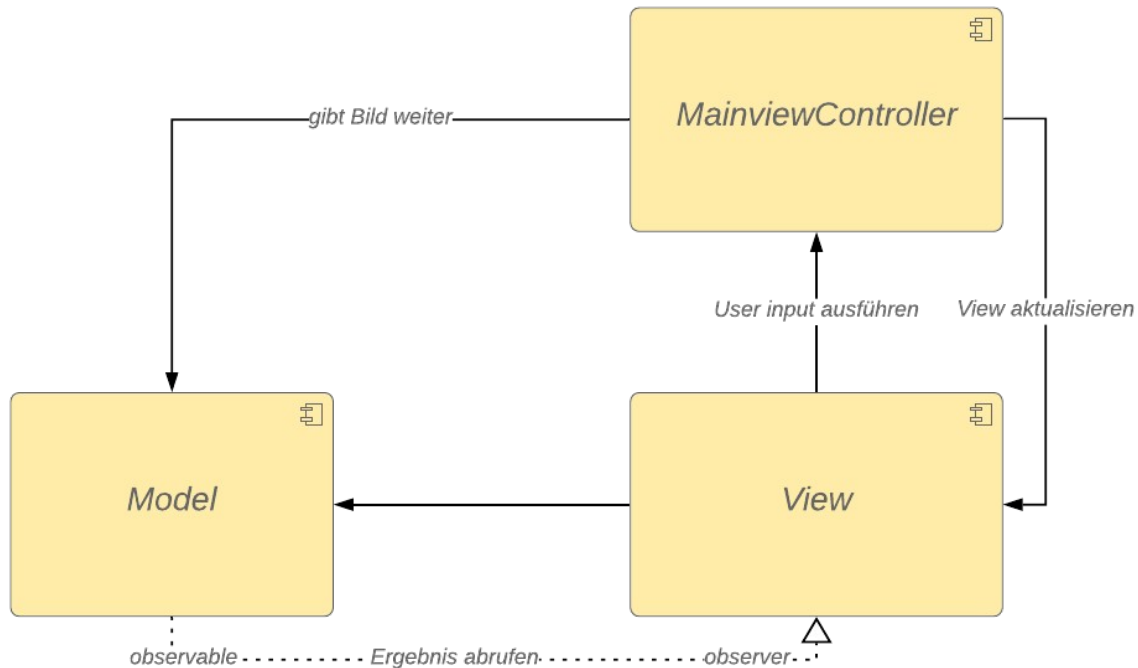 MainviewController
gibt Bild weiter
User input ausführen
View aktualisieren
Model
View
observable
Ergebnis abrufen
observer